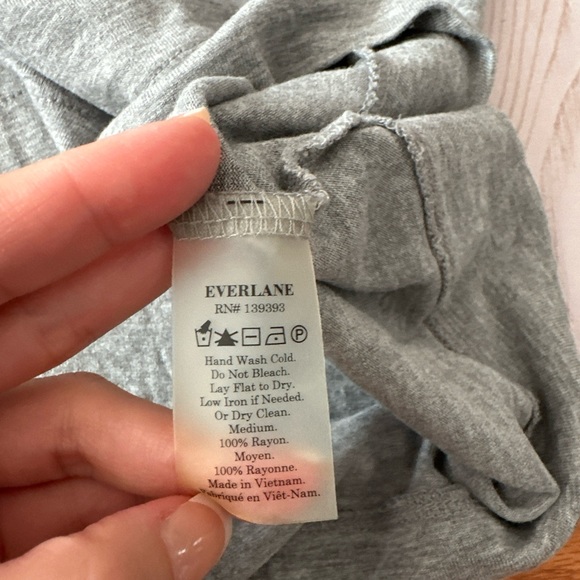 EVERLANE
RN# 139393
Hand Wash Cold.
Do Not Bleach.
Lay Flat to Dry.
Low Iron if Needed.
Or Dry Clean.
Medium.
100% Rayon.
Moyen.
100% Rayonne.
Made in Vietnam.
Fabriqué en Viêt-Nam.